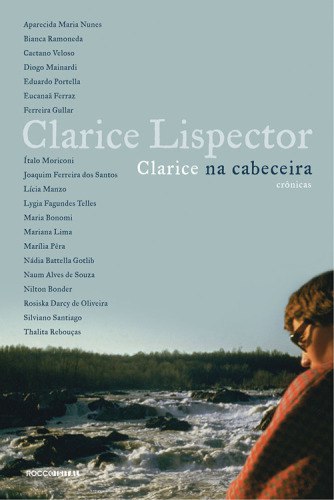 Aparecida Maria Nunes
Bianca Ramoneda
Caetano Veloso
Diogo Mainardi
Eduardo Portella
Eucanaã Ferraz
Ferreira Gullar
Clarice Lispector
Clarice na cabeceira
crônicas
Ítalo Moriconi
Joaquim Ferreira dos Santos
Lícia Manzo
Lygia Fagundes Telles
Maria Bonomi
Mariana Lima
Marília Pêra
Nádia Battella Gotlib
Naum Alves de Souza
Nilton Bonder
Rosiska Darcy de Oliveira
Silviano Santiago
Thalita Rebouças
ROCCO